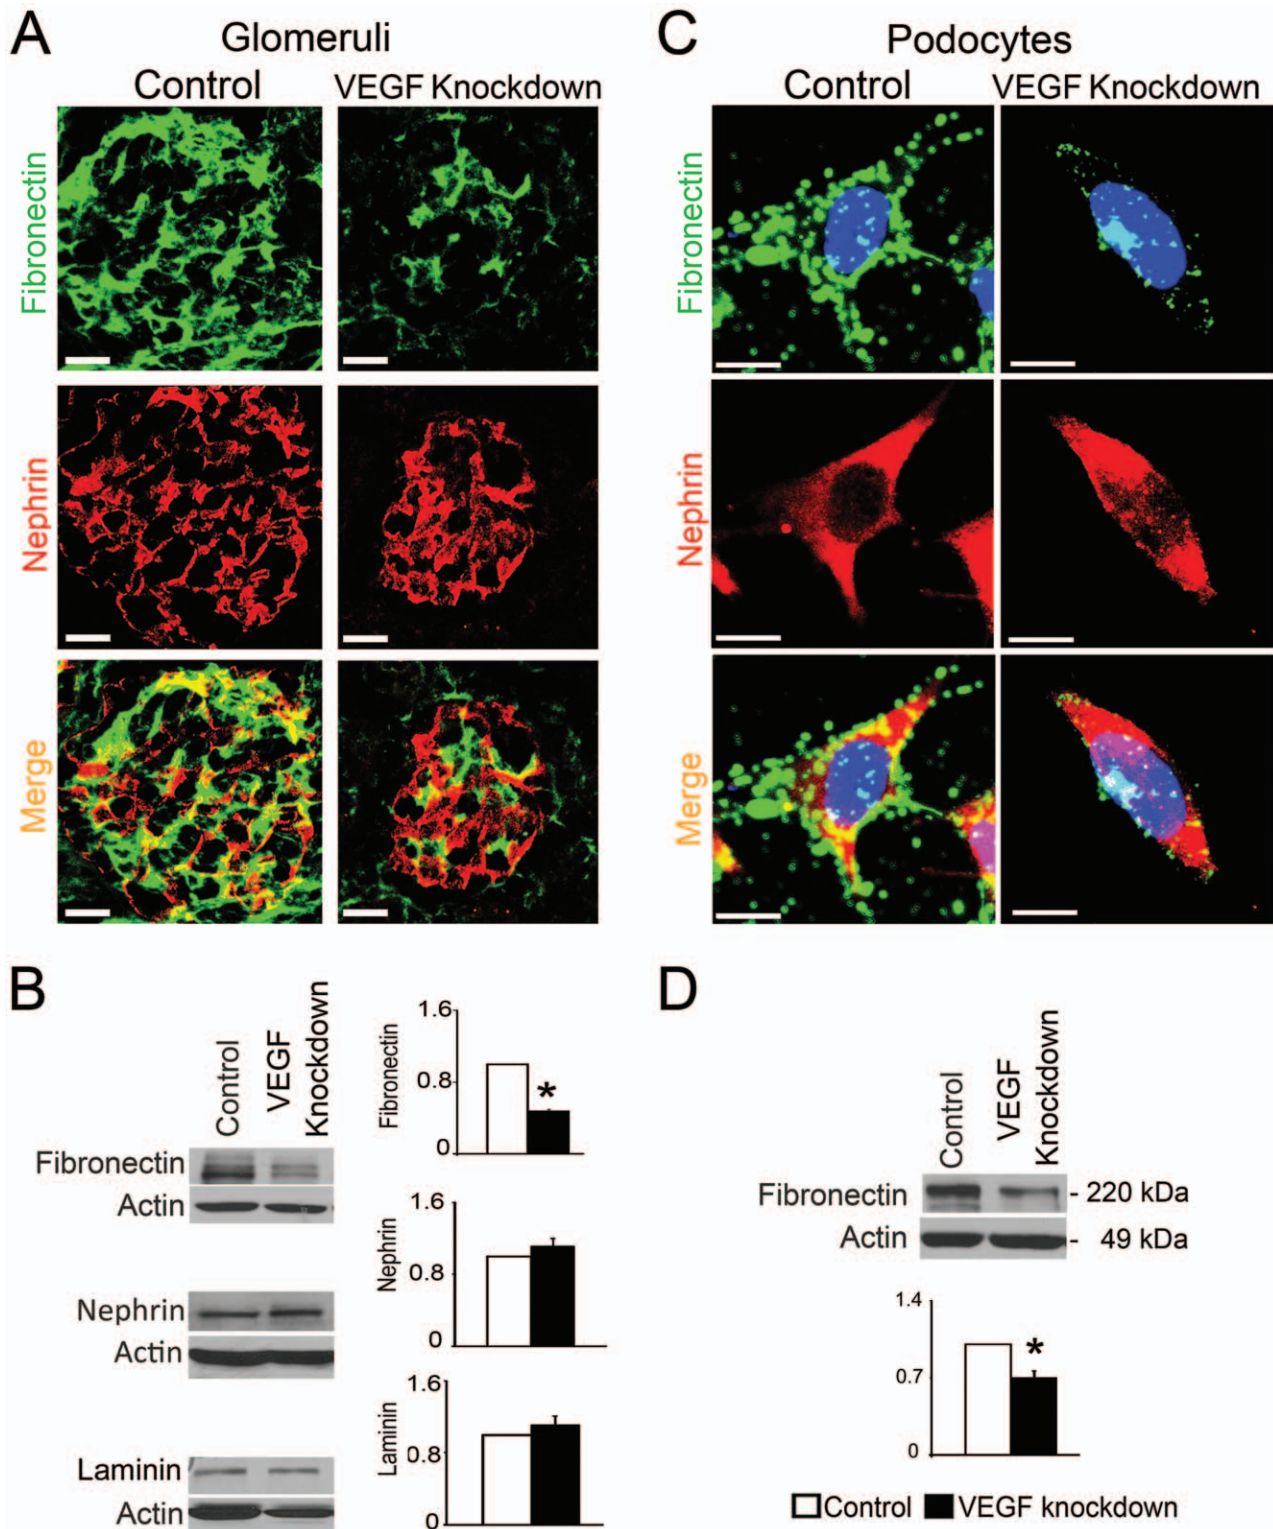 A
Glomeruli
Control
VEGF Knockdown
Fibronectin
Nephrin
Merge
C
Podocytes
Control
VEGF Knockdown
Fibronectin
Nephrin
Merge
B
Control
VEGF
Knockdown
Fibronectin
Actin
Nephrin
Actin
Laminin
Actin
Fibronectin
1.6
0.8
0
*
Nephrin
1.6
0.8
0
Laminin
1.6
0.8
0
D
Control
VEGF
Knockdown
Fibronectin - 220 kDa
Actin - 49 kDa
1.4
0.7
0
*
Control VEGF knockdown